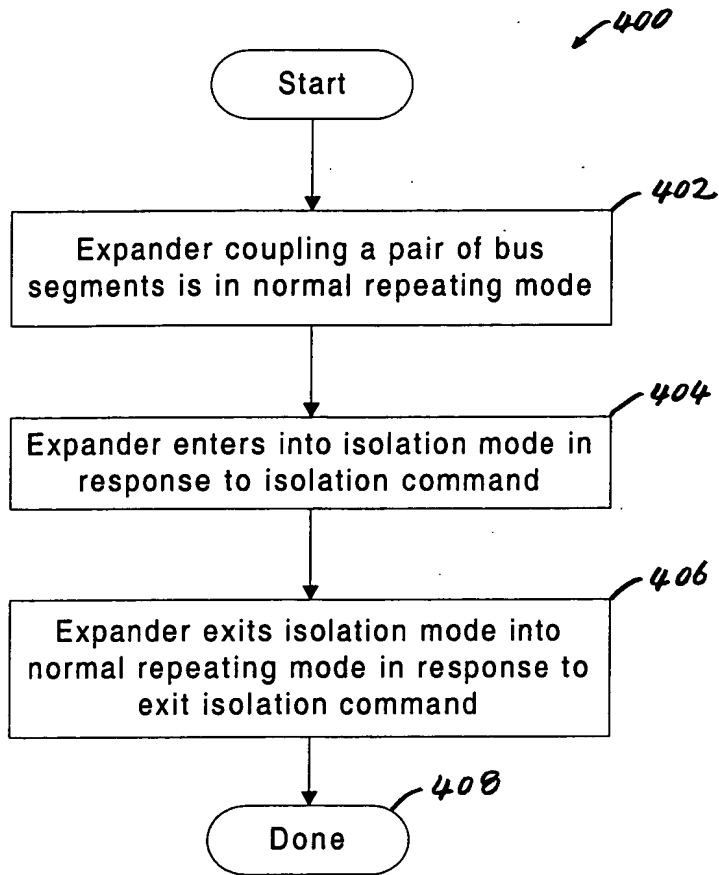 400
Start
402
Expander coupling a pair of bus
segments is in normal repeating mode
404
Expander enters into isolation mode in
response to isolation command
406
Expander exits isolation mode into
normal repeating mode in response to
exit isolation command
408
Done